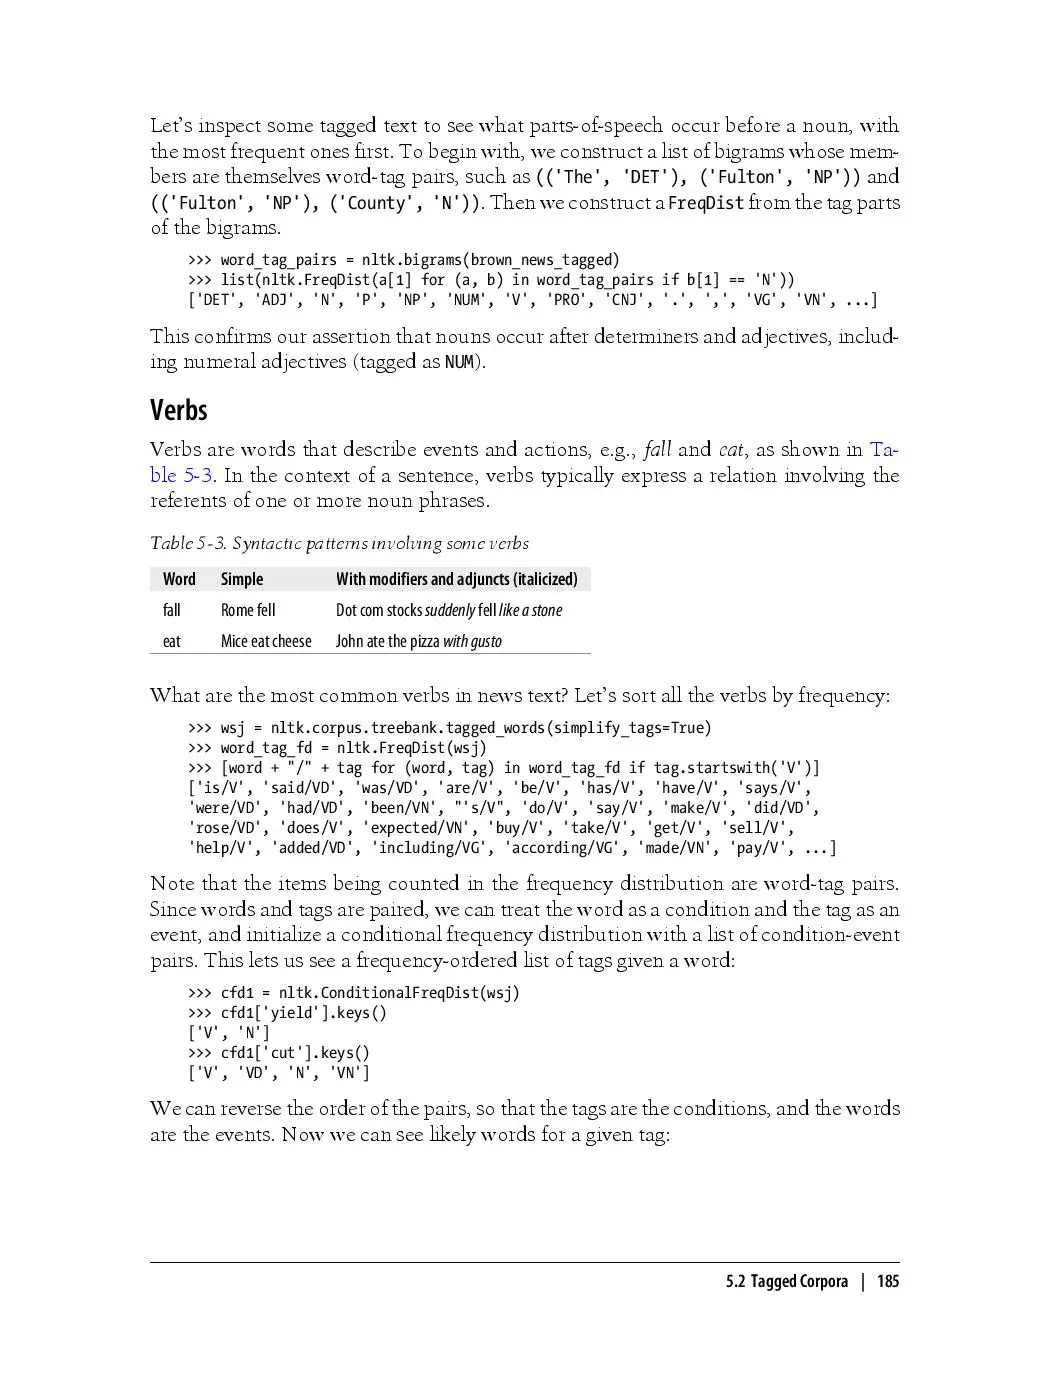 Let’s inspect some tagged text to see what parts-of-speech occur before a noun, with
the most frequent ones first. To begin with, we construct a list of bigrams whose mem-
bers are themselves word-tag pairs, such as (('The', 'DET'), ('Fulton', 'NP')) and
(('Fulton', 'NP'), ('County', 'N')). Then we construct a FreqDist from the tag parts
of the bigrams.
>>> word_tag_pairs = nltk.bigrams(brown_news_tagged)
>>> list(nltk.FreqDist(a[1] for (a, b) in word_tag_pairs if b[1] == 'N'))
['DET', 'ADJ', 'N', 'P', 'NP', 'NUM', 'V', 'PRO', 'CNJ', '.', ',', 'VG', 'VN', ...]
This confirms our assertion that nouns occur after determiners and adjectives, includ-
ing numeral adjectives (tagged as NUM).
Verbs
Verbs are words that describe events and actions, e.g., fall and eat, as shown in Ta-
ble 5-3. In the context of a sentence, verbs typically express a relation involving the
referents of one or more noun phrases.
Table 5-3. Syntactic patterns involving some verbs
Word Simple With modifiers and adjuncts (italicized)
fall Rome fell Dot com stocks suddenly fell like a stone
eat Mice eat cheese John ate the pizza with gusto
What are the most common verbs in news text? Let’s sort all the verbs by frequency:
>>> wsj = nltk.corpus.treebank.tagged_words(simplify_tags=True)
>>> word_tag_fd = nltk.FreqDist(wsj)
>>> [word + "/" + tag for (word, tag) in word_tag_fd if tag.startswith('V')]
['is/V', 'said/VD', 'was/VD', 'are/V', 'be/V', 'has/V', 'have/V', 'says/V',
'were/VD', 'had/VD', 'been/VN', "'s/V", 'do/V', 'say/V', 'make/V', 'did/VD',
'rose/VD', 'does/V', 'expected/VN', 'buy/V', 'take/V', 'get/V', 'sell/V',
'help/V', 'added/VD', 'including/VG', 'according/VG', 'made/VN', 'pay/V', ...]
Note that the items being counted in the frequency distribution are word-tag pairs.
Since words and tags are paired, we can treat the word as a condition and the tag as an
event, and initialize a conditional frequency distribution with a list of condition-event
pairs. This lets us see a frequency-ordered list of tags given a word:
>>> cfd1 = nltk.ConditionalFreqDist(wsj)
>>> cfd1['yield'].keys()
['V', 'N']
>>> cfd1['cut'].keys()
['V', 'VD', 'N', 'VN']
We can reverse the order of the pairs, so that the tags are the conditions, and the words
are the events. Now we can see likely words for a given tag:
5.2 Tagged Corpora | 185